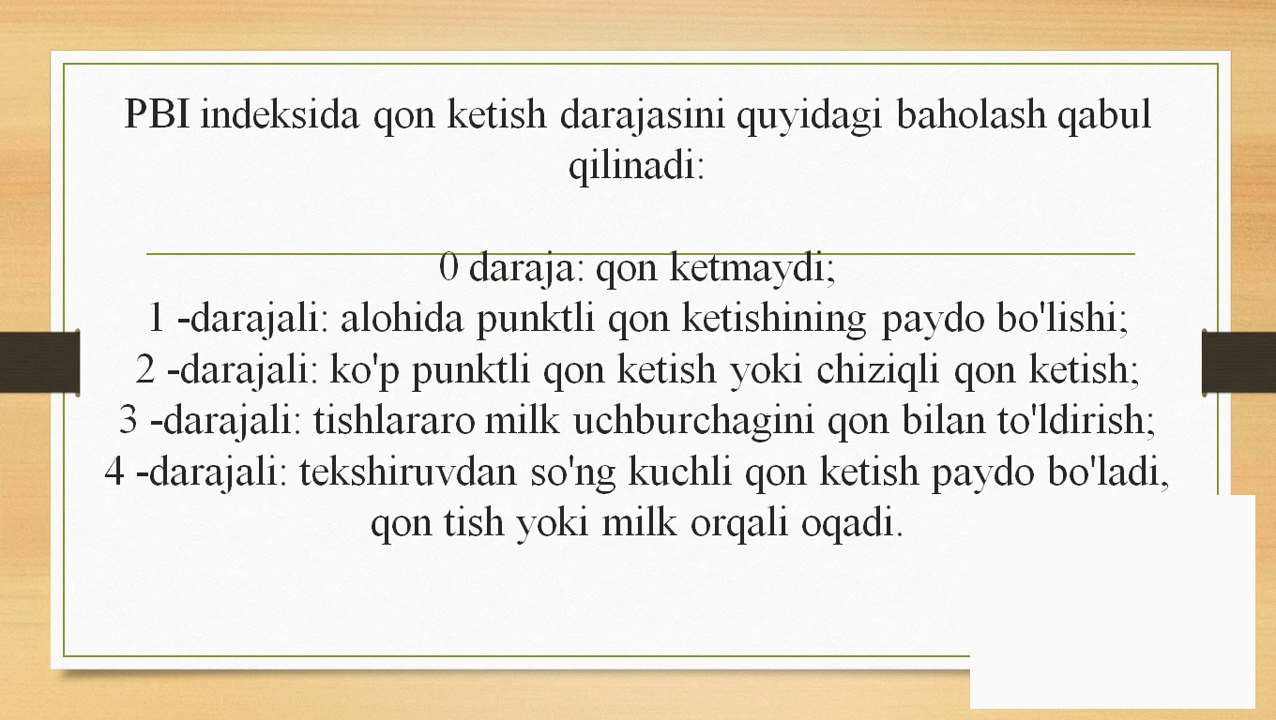 PBI indeksida qon ketish darajasini quyidagi baholash qabul
qilinadi:
0 daraja: qon ketmaydi;
1 -darajali: alohida punktli qon ketishining paydo bo'lishi;
2 -darajali: ko'p punktli qon ketish yoki chiziqli qon ketish;
3 -darajali: tishlararo milk uchburchagini qon bilan to'ldirish;
4 -darajali: tekshiruvdan so'ng kuchli qon ketish paydo bo'ladi,
qon tish yoki milk orqali oqadi.